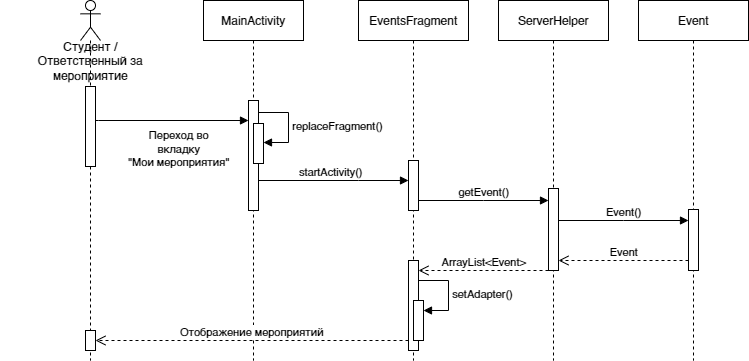 MainActivity
EventsFragment
ServerHelper
Event
Студент /
Ответственный за
мероприятие
replaceFragment()
Переход во
вкладку
"Мои мероприятия"
startActivity()
getEvent()
Event()
Event
ArrayList<Event>
setAdapter()
Отображение мероприятий